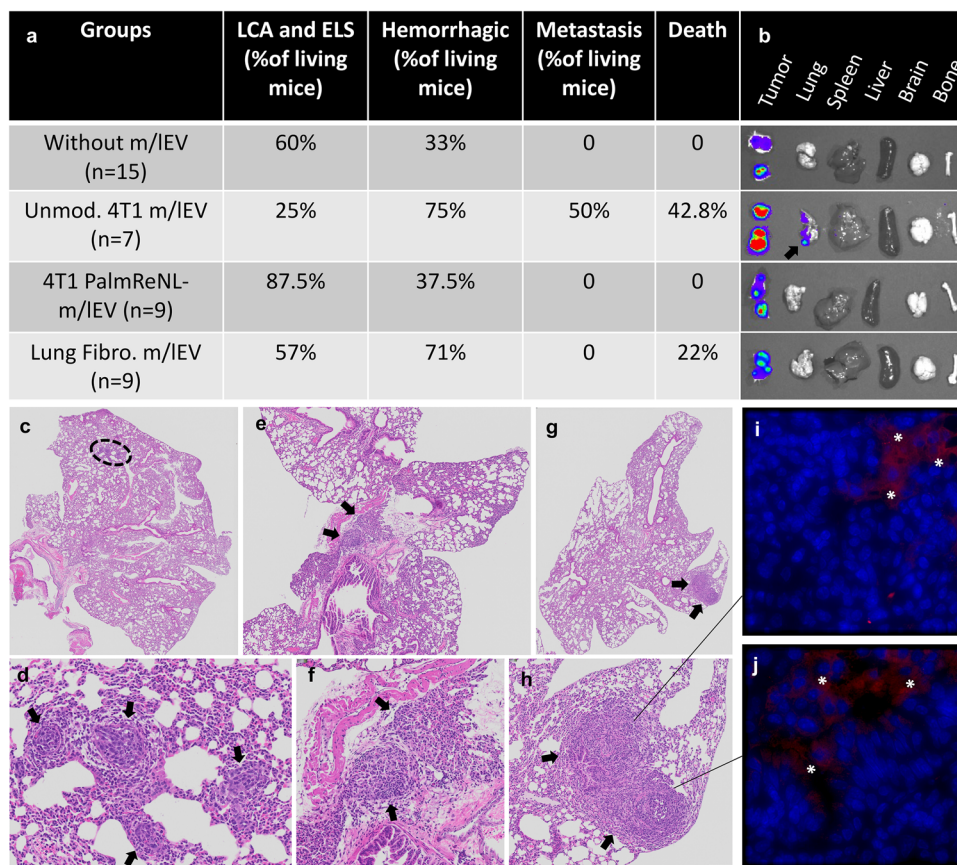 a
Groups
LCA and ELS
(%of living
mice)
Hemorrhagic
(%of living
mice)
Metastasis
(%of living
mice)
Death
b
Tumor
Lung
Spleen
Liver
Brain
Bone
Without m/lEV
(n=15)
60%
33%
0
0
Unmod. 4T1 m/lEV
(n=7)
25%
75%
50%
42.8%
4T1 PalmReNL-
m/lEV (n=9)
87.5%
37.5%
0
0
Lung Fibro. m/lEV
(n=9)
57%
71%
0
22%
c
e
g
i
* * *
d
f
h
j
* * *